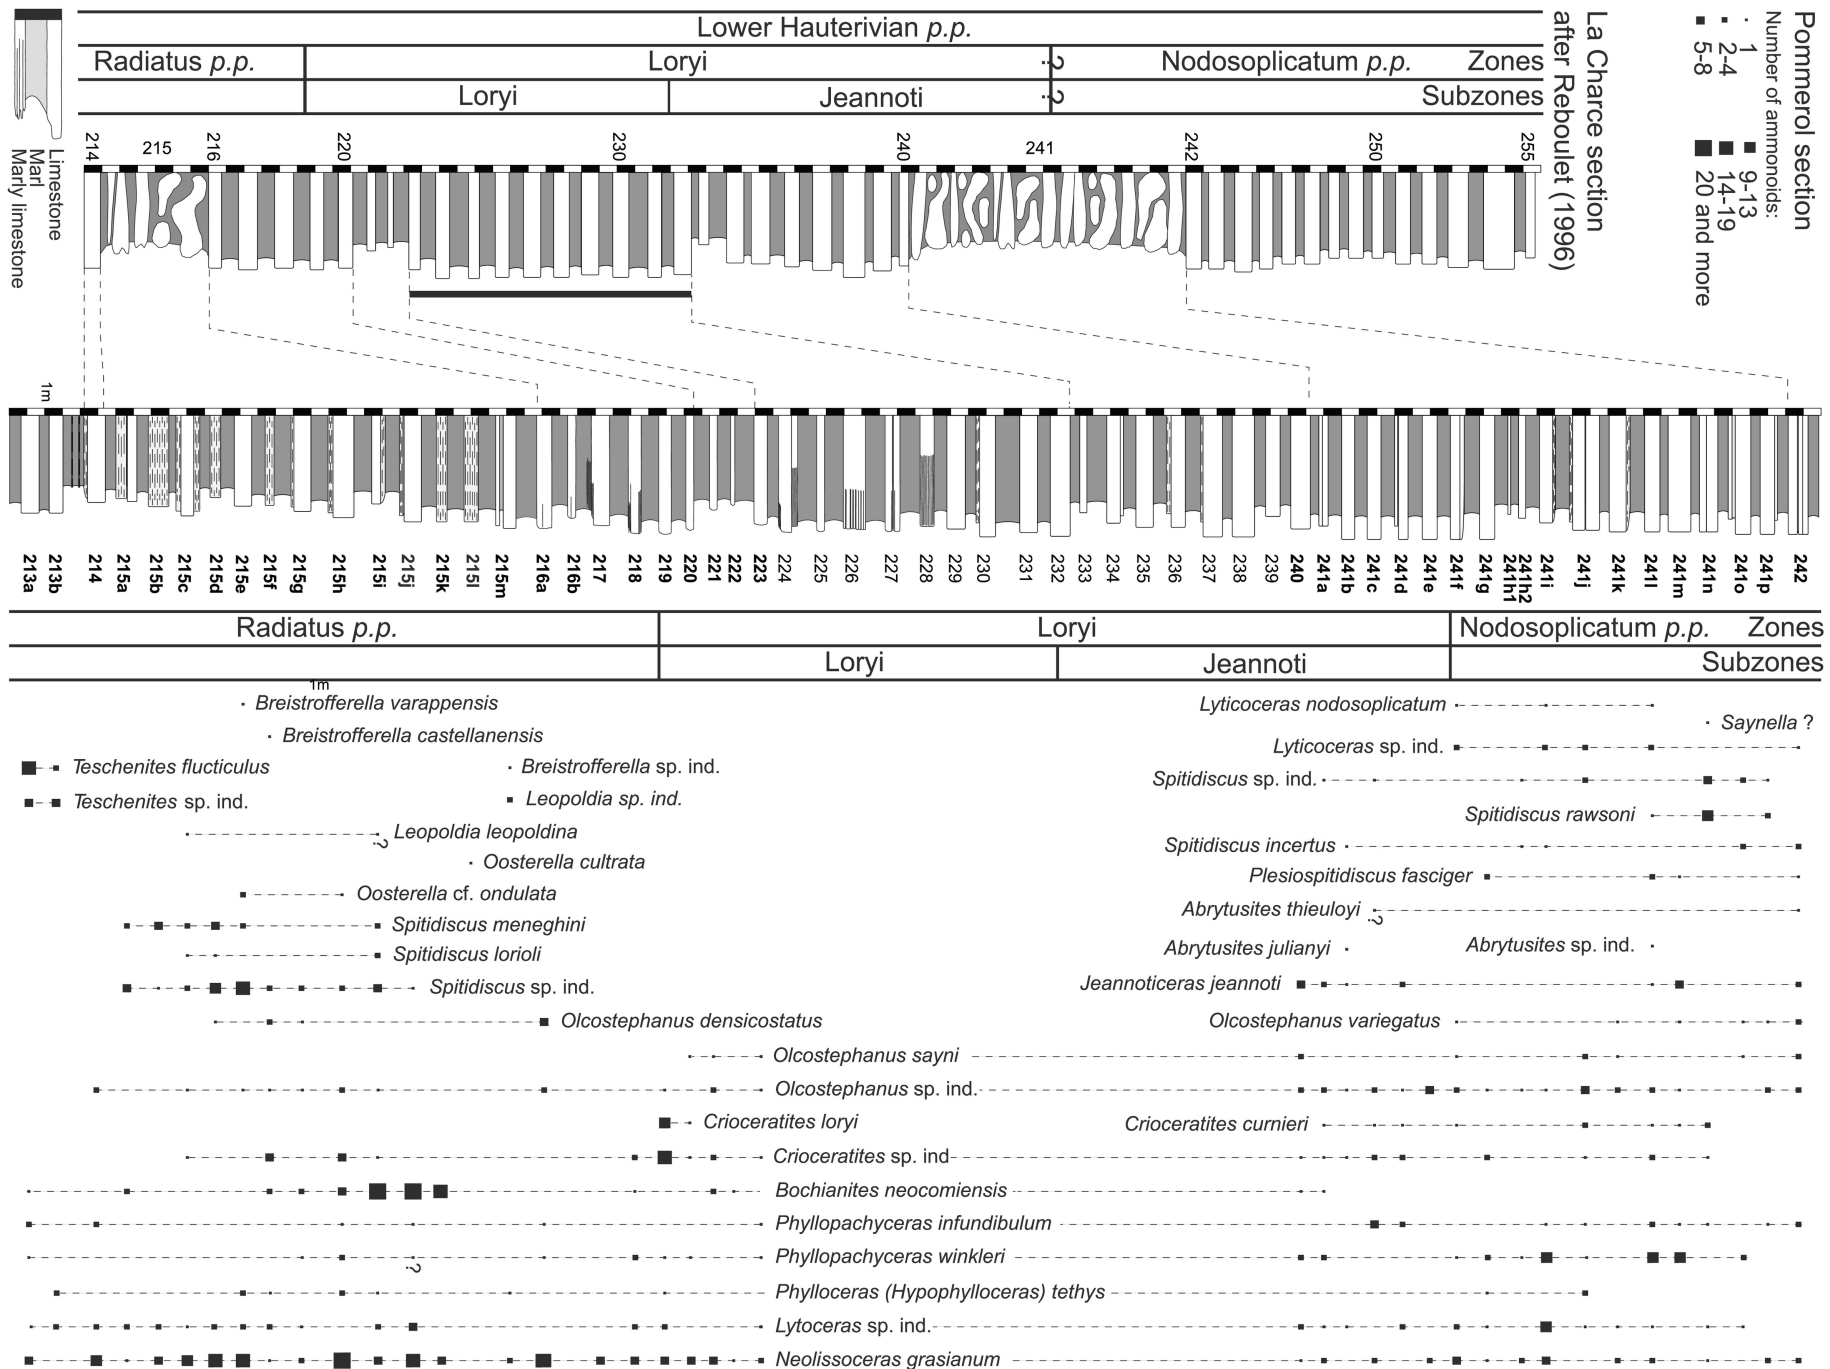 Lower Hauterivian p.p.
Radiatus p.p. Loryi ? Nodosoplicatum p.p. Zones
Loryi Jeannoti ? Subzones
214 215 216 220 230 240 241 242 250 255
La Charce section
after Reboulet (1996)
Pommerol section
Number of ammonoids:
1 9-13
2-4 14-19
5-8 20 and more
Limestone
Marl
Marly limestone
1m
213a 213b 214 215a 215b 215c 215d 215e 215f 215g 215h 215i 215j 215k 215l 215m 216a 216b 217 218 219 220 221 222 223 224 225 226 227 228 229 230 231 232 233 234 235 236 237 238 239 240 241a 241b 241c 241d 241e 241f 241g 241h1 241h2 241i 241j 241k 241l 241m 241n 241o 241p 242
Radiatus p.p. Loryi Nodosoplicatum p.p. Zones
Loryi Jeannoti Subzones
1m
Breistrofferella varappensis Lyticoceras nodosoplicatum
Saynella ?
Breistrofferella castellanensis Lyticoceras sp. ind.
Teschenites flucticulus Breistrofferella sp. ind. Spitidiscus sp. ind.
Teschenites sp. ind. Leopoldia sp. ind. Spitidiscus rawsoni
Leopoldia leopoldina ? Spitidiscus incertus
Oosterella cultrata Plesiospitidiscus fasciger
Oosterella cf. ondulata Abrytusites thieuloyi ?
Spitidiscus meneghini Abrytusites julianyi Abrytusites sp. ind.
Spitidiscus lorioli
Spitidiscus sp. ind. Jeannoticeras jeannoti
Olcostephanus densicostatus Olcostephanus variegatus
Olcostephanus sayni
Olcostephanus sp. ind.
Crioceratites loryi Crioceratites curnieri
Crioceratites sp. ind
Bochianites neocomiensis
Phyllopachyceras infundibulum
Phyllopachyceras winkleri
?
Phylloceras (Hypophylloceras) tethys
Lytoceras sp. ind.
Neolissoceras grasianum